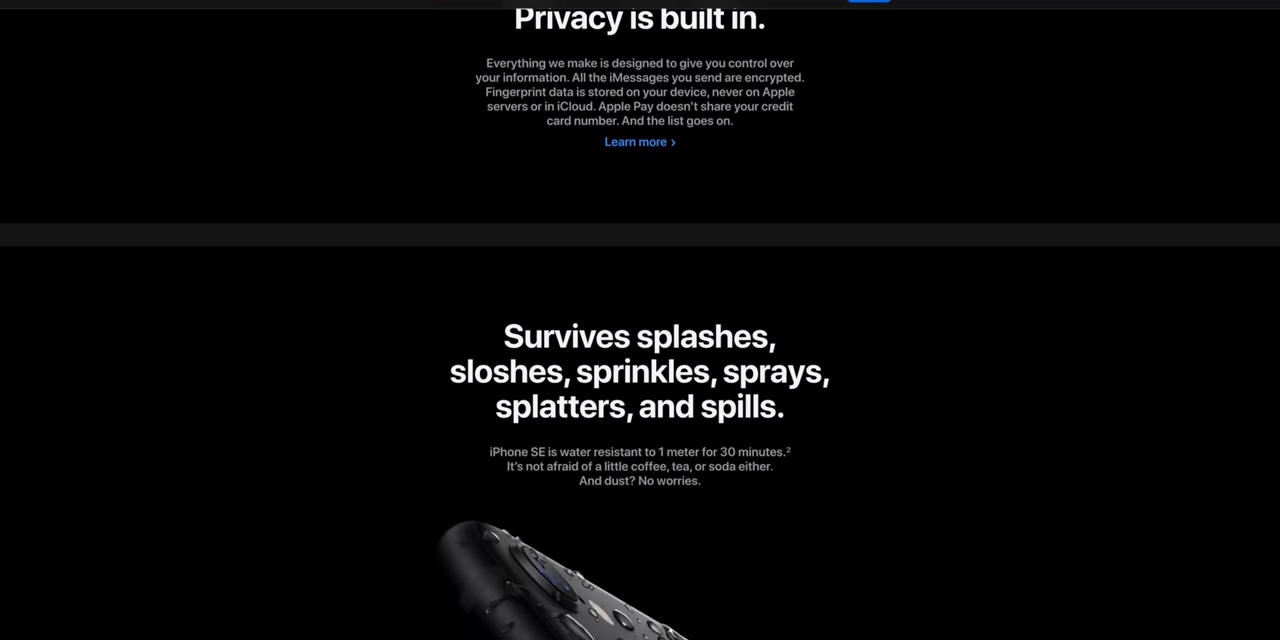 Privacy is built in.
Everything we make is designed to give you control over
your information. All the iMessages you send are encrypted.
Fingerprint data is stored on your device, never on Apple
servers or in iCloud. Apple Pay doesn’t share your credit
card number. And the list goes on.
Learn more ›
Survives splashes,
sloshes, sprinkles, sprays,
splatters, and spills.
iPhone SE is water resistant to 1 meter for 30 minutes.²
It’s not afraid of a little coffee, tea, or soda either.
And dust? No worries.